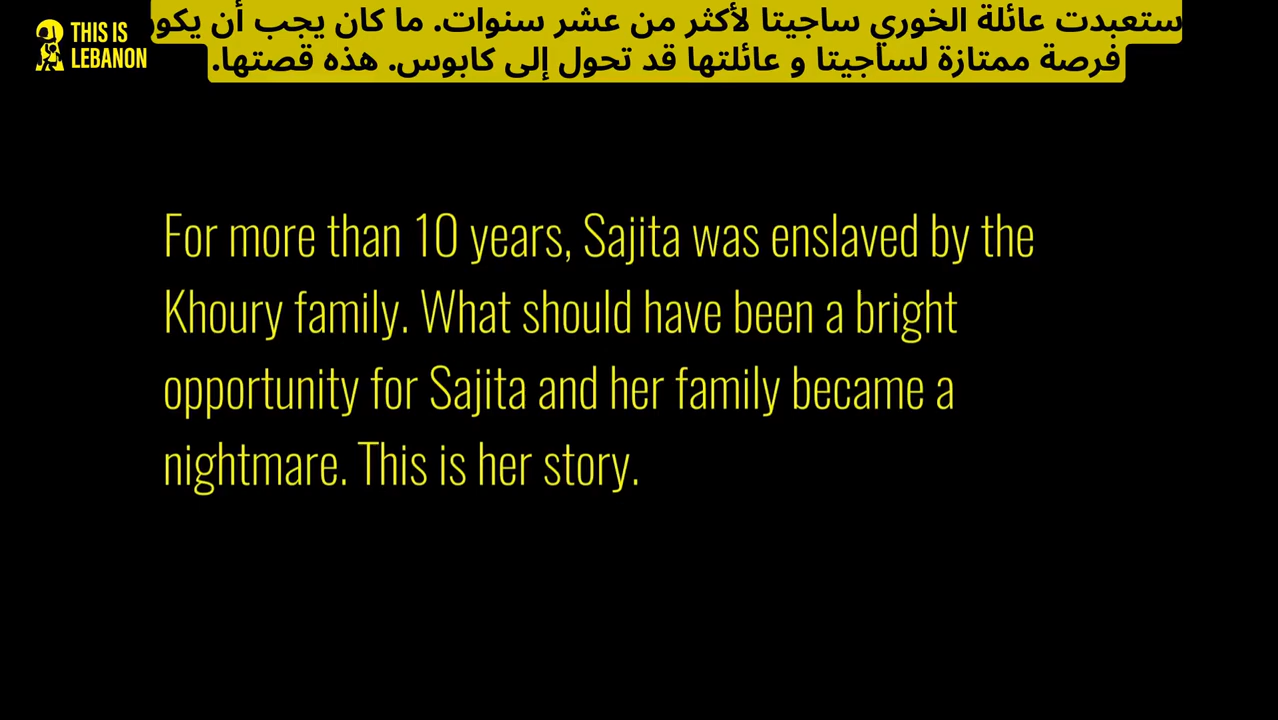 THIS IS
LEBANON
ستعبدت عائلة الخوري ساجيتا لأكثر من عشر سنوات. ما كان يجب أن يكو
فرصة ممتازة لساجيتا و عائلتها قد تحول إلى كابوس. هذه قصتها.
For more than 10 years, Sajita was enslaved by the
Khoury family. What should have been a bright
opportunity for Sajita and her family became a
nightmare. This is her story.